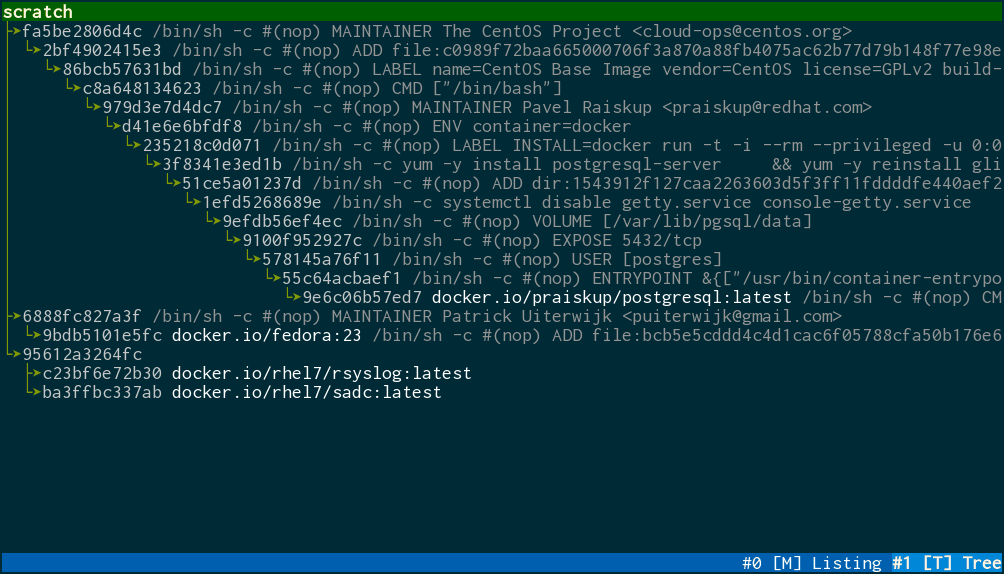 scratch
fa5be2806d4c /bin/sh -c #(nop) MAINTAINER The CentOS Project <cloud-ops@centos.org>
2bf4902415e3 /bin/sh -c #(nop) ADD file:c0989f72baa665000706f3a870a88fb4075ac62b77d79b148f77e98e
86bcb57631bd /bin/sh -c #(nop) LABEL name=CentOS Base Image vendor=CentOS license=GPLv2 build-
c8a648134623 /bin/sh -c #(nop) CMD ["/bin/bash"]
979d3e7d4dc7 /bin/sh -c #(nop) MAINTAINER Pavel Raiskup <praiskup@redhat.com>
d41e6e6bfdf8 /bin/sh -c #(nop) ENV container=docker
235218c0d071 /bin/sh -c #(nop) LABEL INSTALL=docker run -t -i --rm --privileged -u 0:0
3f8341e3ed1b /bin/sh -c yum -y install postgresql-server     && yum -y reinstall gli
51ce5a01237d /bin/sh -c #(nop) ADD dir:1543912f127caa2263603d5f3ff11fddddfe440aef2
1efd5268689e /bin/sh -c systemctl disable getty.service console-getty.service
9efdb56ef4ec /bin/sh -c #(nop) VOLUME [/var/lib/pgsql/data]
9100f952927c /bin/sh -c #(nop) EXPOSE 5432/tcp
578145a76f11 /bin/sh -c #(nop) USER [postgres]
55c64acbaef1 /bin/sh -c #(nop) ENTRYPOINT &{["/usr/bin/container-entrypo
9e6c06b57ed7 docker.io/praiskup/postgresql:latest /bin/sh -c #(nop) CM
6888fc827a3f /bin/sh -c #(nop) MAINTAINER Patrick Uiterwijk <puiterwijk@gmail.com>
9bdb5101e5fc docker.io/fedora:23 /bin/sh -c #(nop) ADD file:bcb5e5cddd4c4d1cac6f05788cfa50b176e6
95612a3264fc
c23bf6e72b30 docker.io/rhel7/rsyslog:latest
ba3ffbc337ab docker.io/rhel7/sadc:latest
#0 [M] Listing #1 [T] Tree